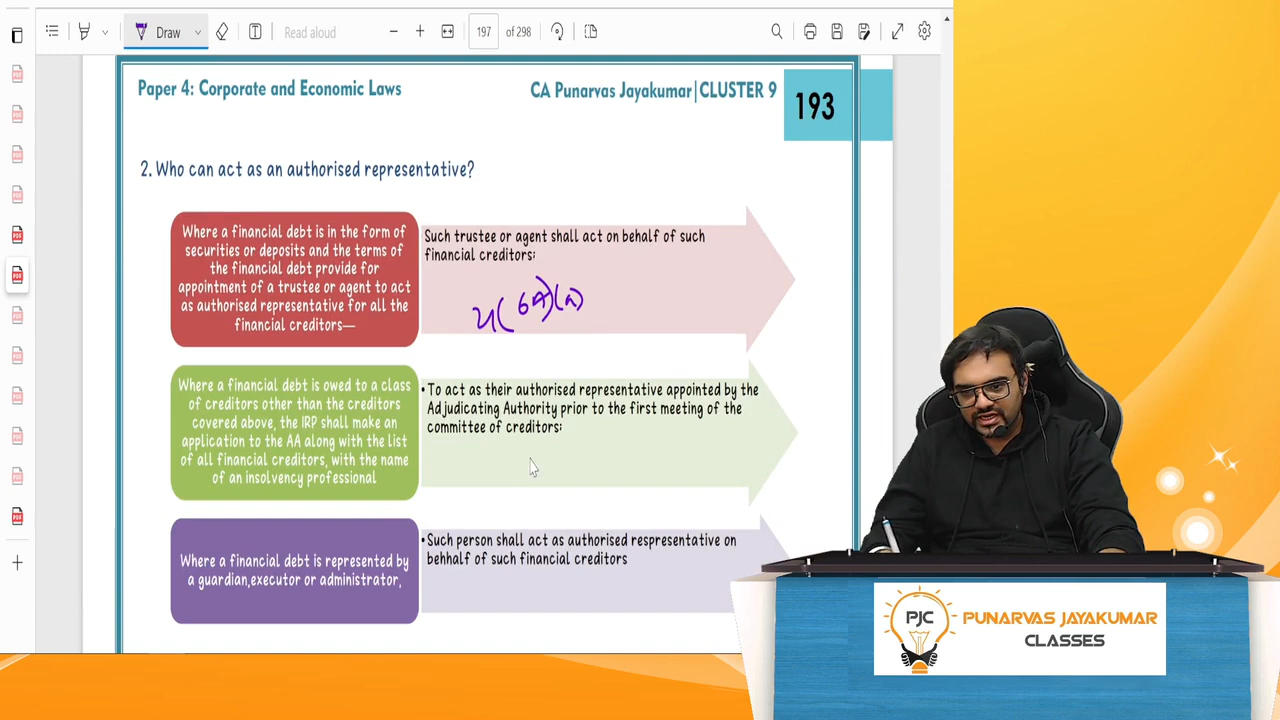 Draw
Read aloud
197 of 298
Paper 4: Corporate and Economic Laws
CA Punarvas Jayakumar|CLUSTER 9
193
2. Who can act as an authorised representative?
Where a financial debt is in the form of
securities or deposits and the terms of
the financial debt provide for
appointment of a trustee or agent to act
as authorised representative for all the
financial creditors—
Such trustee or agent shall act on behalf of such
financial creditors:
Where a financial debt is owed to a class
of creditors other than the creditors
covered above, the IRP shall make an
application to the AA along with the list
of all financial creditors, with the name
of an insolvency professional
•To act as their authorised representative appointed by the
Adjudicating Authority prior to the first meeting of the
committee of creditors:
Where a financial debt is represented by
a guardian,executor or administrator,
•Such person shall act as authorised respresentative on
behhalf of such financial creditors
PJC
PUNARVAS JAYAKUMAR
CLASSES